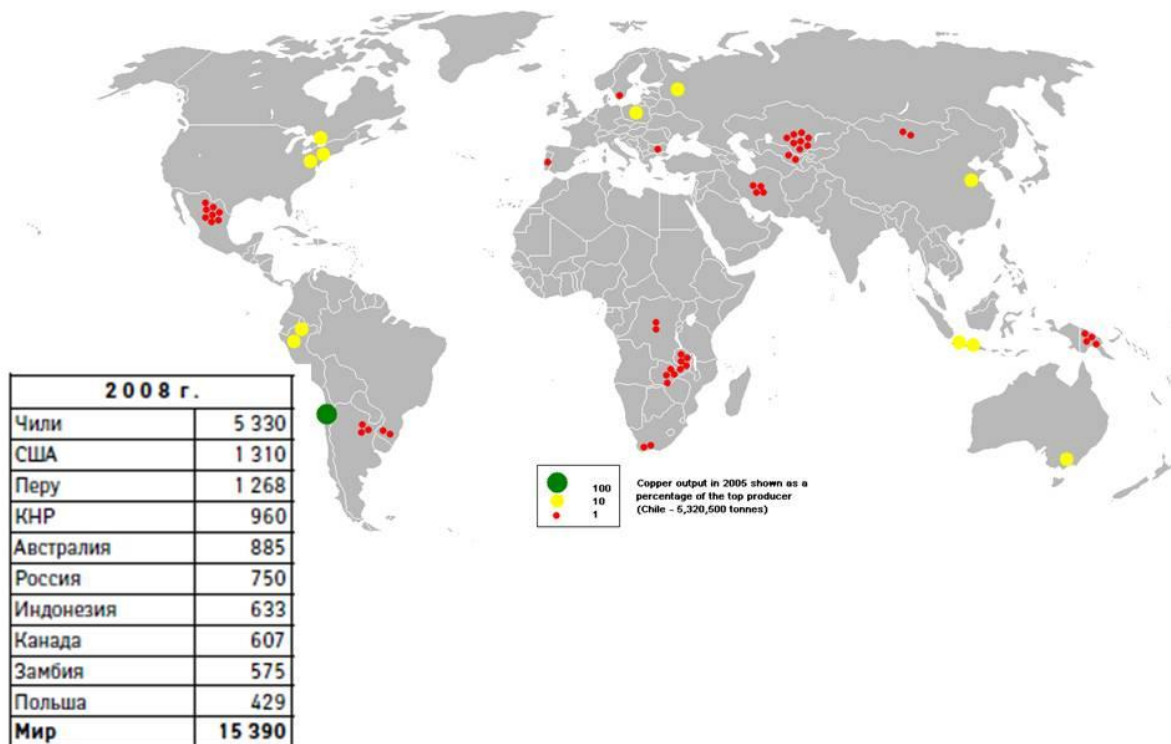 2008 г.
Чили 5 330
США 1 310
Перу 1 268
КНР 960
Австралия 885
Россия 750
Индонезия 633
Канада 607
Замбия 575
Польша 429
Мир 15 390
100
10
1
Copper output in 2005 shown as a
percentage of the top producer
(Chile - 5,320,500 tonnes)